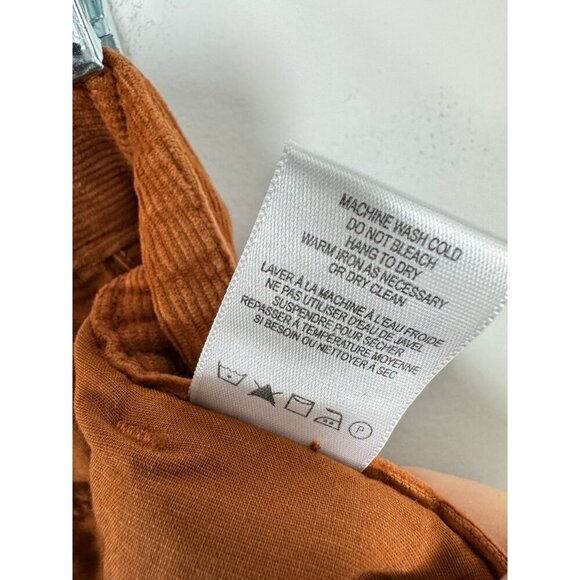 MACHINE WASH COLD
DO NOT BLEACH
HANG TO DRY
WARM IRON AS NECESSARY
OR DRY CLEAN
LAVER À LA MACHINE À L'EAU FROIDE
NE PAS UTILISER D'EAU DE JAVEL
SUSPENDRE POUR SÉCHER
REPASSER À TEMPÉRATURE MOYENNE
SI BESOIN OU NETTOYER À SEC
P